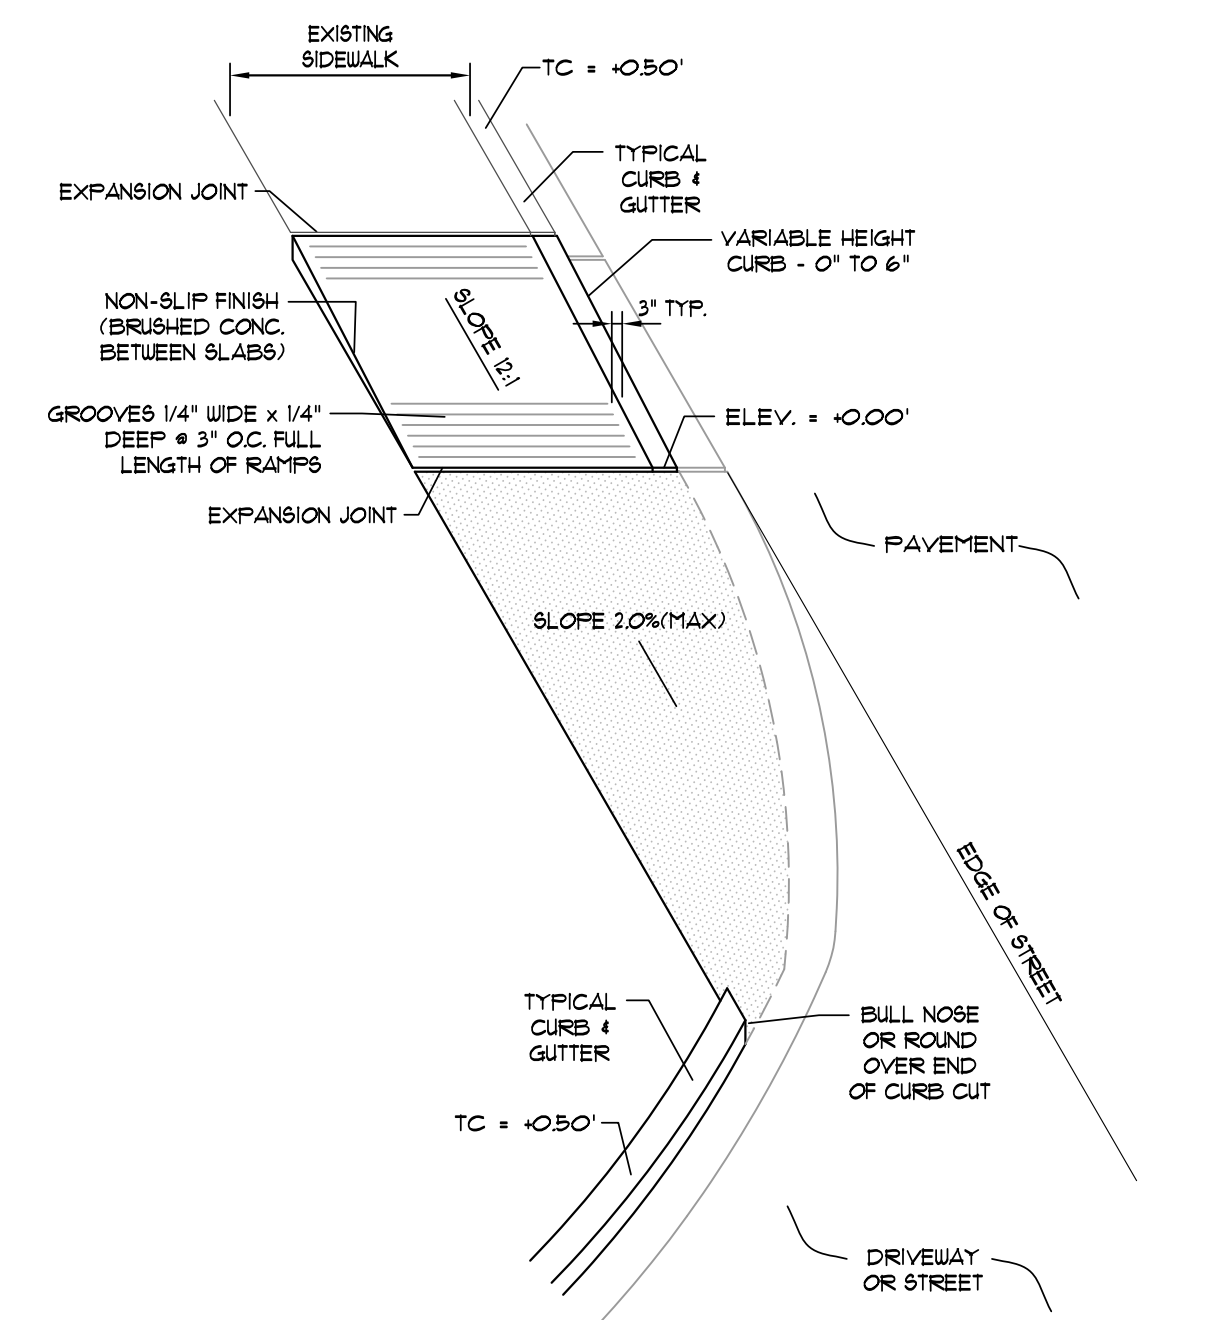 EXISTING
SIDEWALK
TC = +0.50'
TYPICAL
CURB &
GUTTER
EXPANSION JOINT
VARIABLE HEIGHT
CURB - 0" TO 6"
NON-SLIP FINISH
(BRUSHED CONC.
BETWEEN SLABS)
SLOPE 12:1
3" TYP.
GROOVES 1/4" WIDE x 1/4"
DEEP @ 3" O.C. FULL
LENGTH OF RAMPS
ELEV. = +0.00'
EXPANSION JOINT
PAVEMENT
SLOPE 2.0%(MAX)
EDGE OF STREET
TYPICAL
CURB &
GUTTER
BULL NOSE
OR ROUND
OVER END
OF CURB CUT
TC = +0.50'
DRIVEWAY
OR STREET